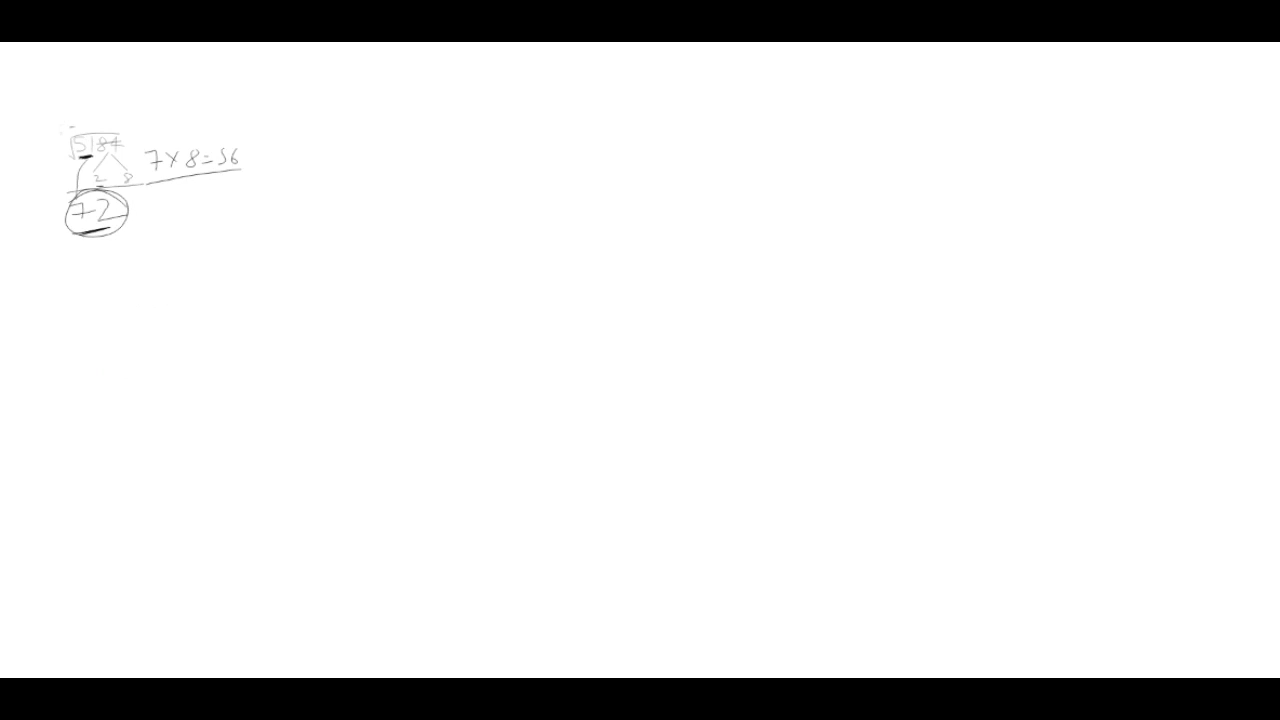 √5184
7 × 8 = 56
2 8
72